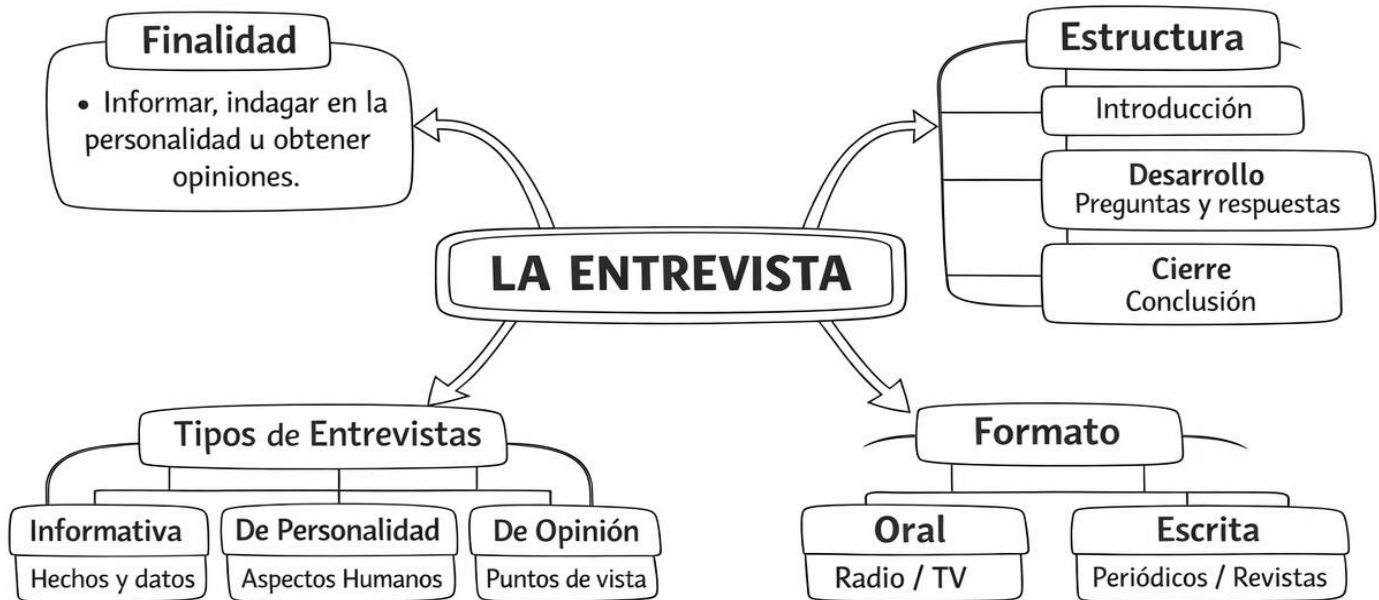 Finalidad
• Informar, indagar en la
personalidad u obtener
opiniones.
Estructura
Introducción
Desarrollo
Preguntas y respuestas
Cierre
Conclusión
LA ENTREVISTA
Tipos de Entrevistas
Informativa
Hechos y datos
De Personalidad
Aspectos Humanos
De Opinión
Puntos de vista
Formato
Oral
Radio / TV
Escrita
Periódicos / Revistas